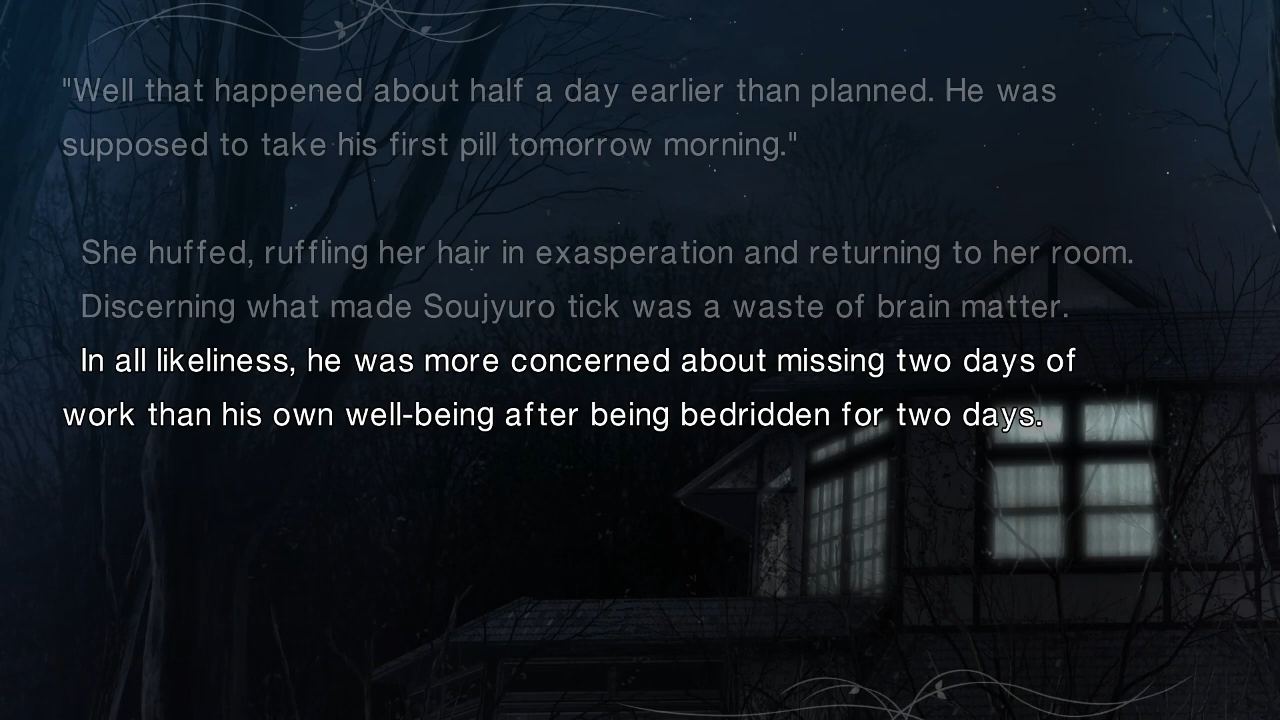 "Well that happened about half a day earlier than planned. He was
supposed to take his first pill tomorrow morning."
She huffed, ruffling her hair in exasperation and returning to her room.
Discerning what made Soujyuro tick was a waste of brain matter.
In all likeliness, he was more concerned about missing two days of
work than his own well-being after being bedridden for two days.